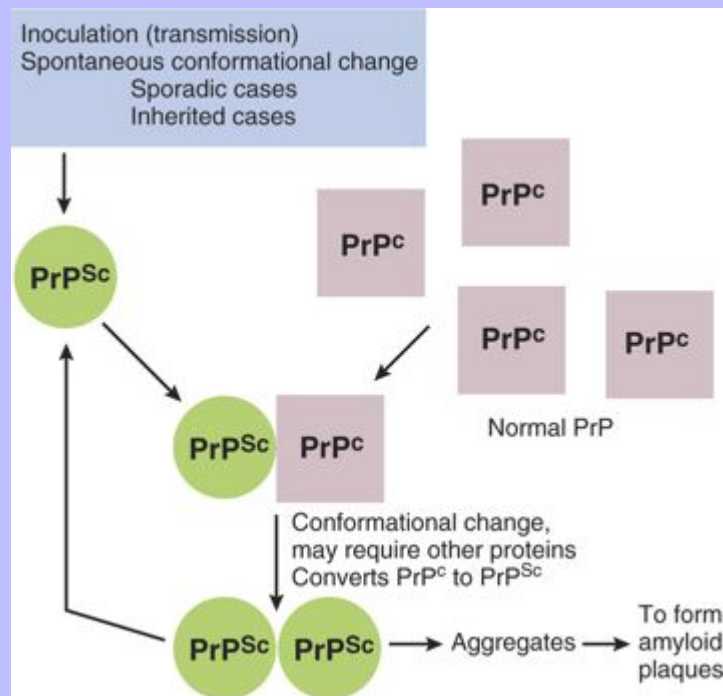 Inoculation (transmission)
Spontaneous conformational change
Sporadic cases
Inherited cases
PrPᶜ
PrPᶜ
PrPSc
PrPᶜ
PrPᶜ
Normal PrP
PrPSc
PrPᶜ
Conformational change,
may require other proteins
Converts PrPᶜ to PrPSc
PrPSc
PrPSc
Aggregates
To form
amyloid
plaques